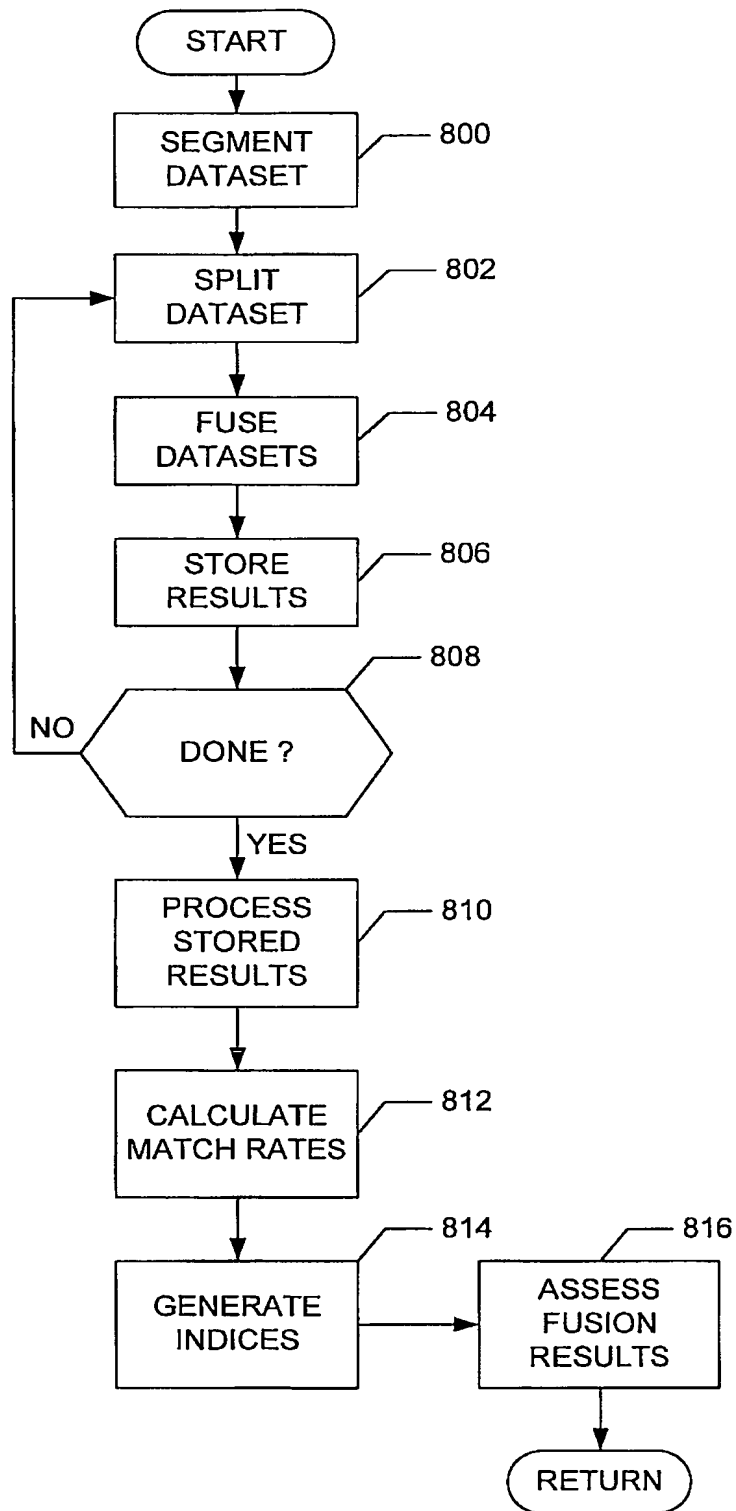 START
SEGMENT
DATASET
800
SPLIT
DATASET
802
FUSE
DATASETS
804
STORE
RESULTS
806
808
NO
DONE ?
YES
PROCESS
STORED
RESULTS
810
CALCULATE
MATCH RATES
812
814
GENERATE
INDICES
816
ASSESS
FUSION
RESULTS
RETURN